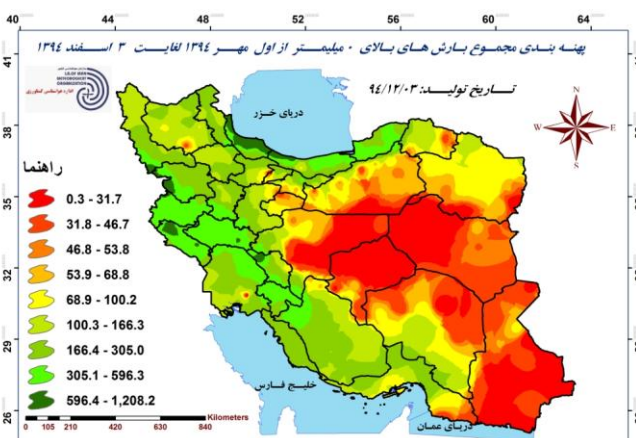 40 44 48 52 56 60 64
پهنه بندی مجموع بارش های بالای ۰ میلیمتر از اول مهر ۱۳۹۴ لغایت ۳ اسفند ۱۳۹۴
تاریخ تولید: ۹۴/۱۲/۰۳
دریای خزر
N
W E
S
راهنما
0.3 - 31.7
31.8 - 46.7
46.8 - 53.8
53.9 - 68.8
68.9 - 100.2
100.3 - 166.3
166.4 - 305.0
305.1 - 596.3
596.4 - 1,208.2
خلیج فارس
دریای عمان
Kilometers
0 105 210 420 630 840
41
38
35
32
29
26